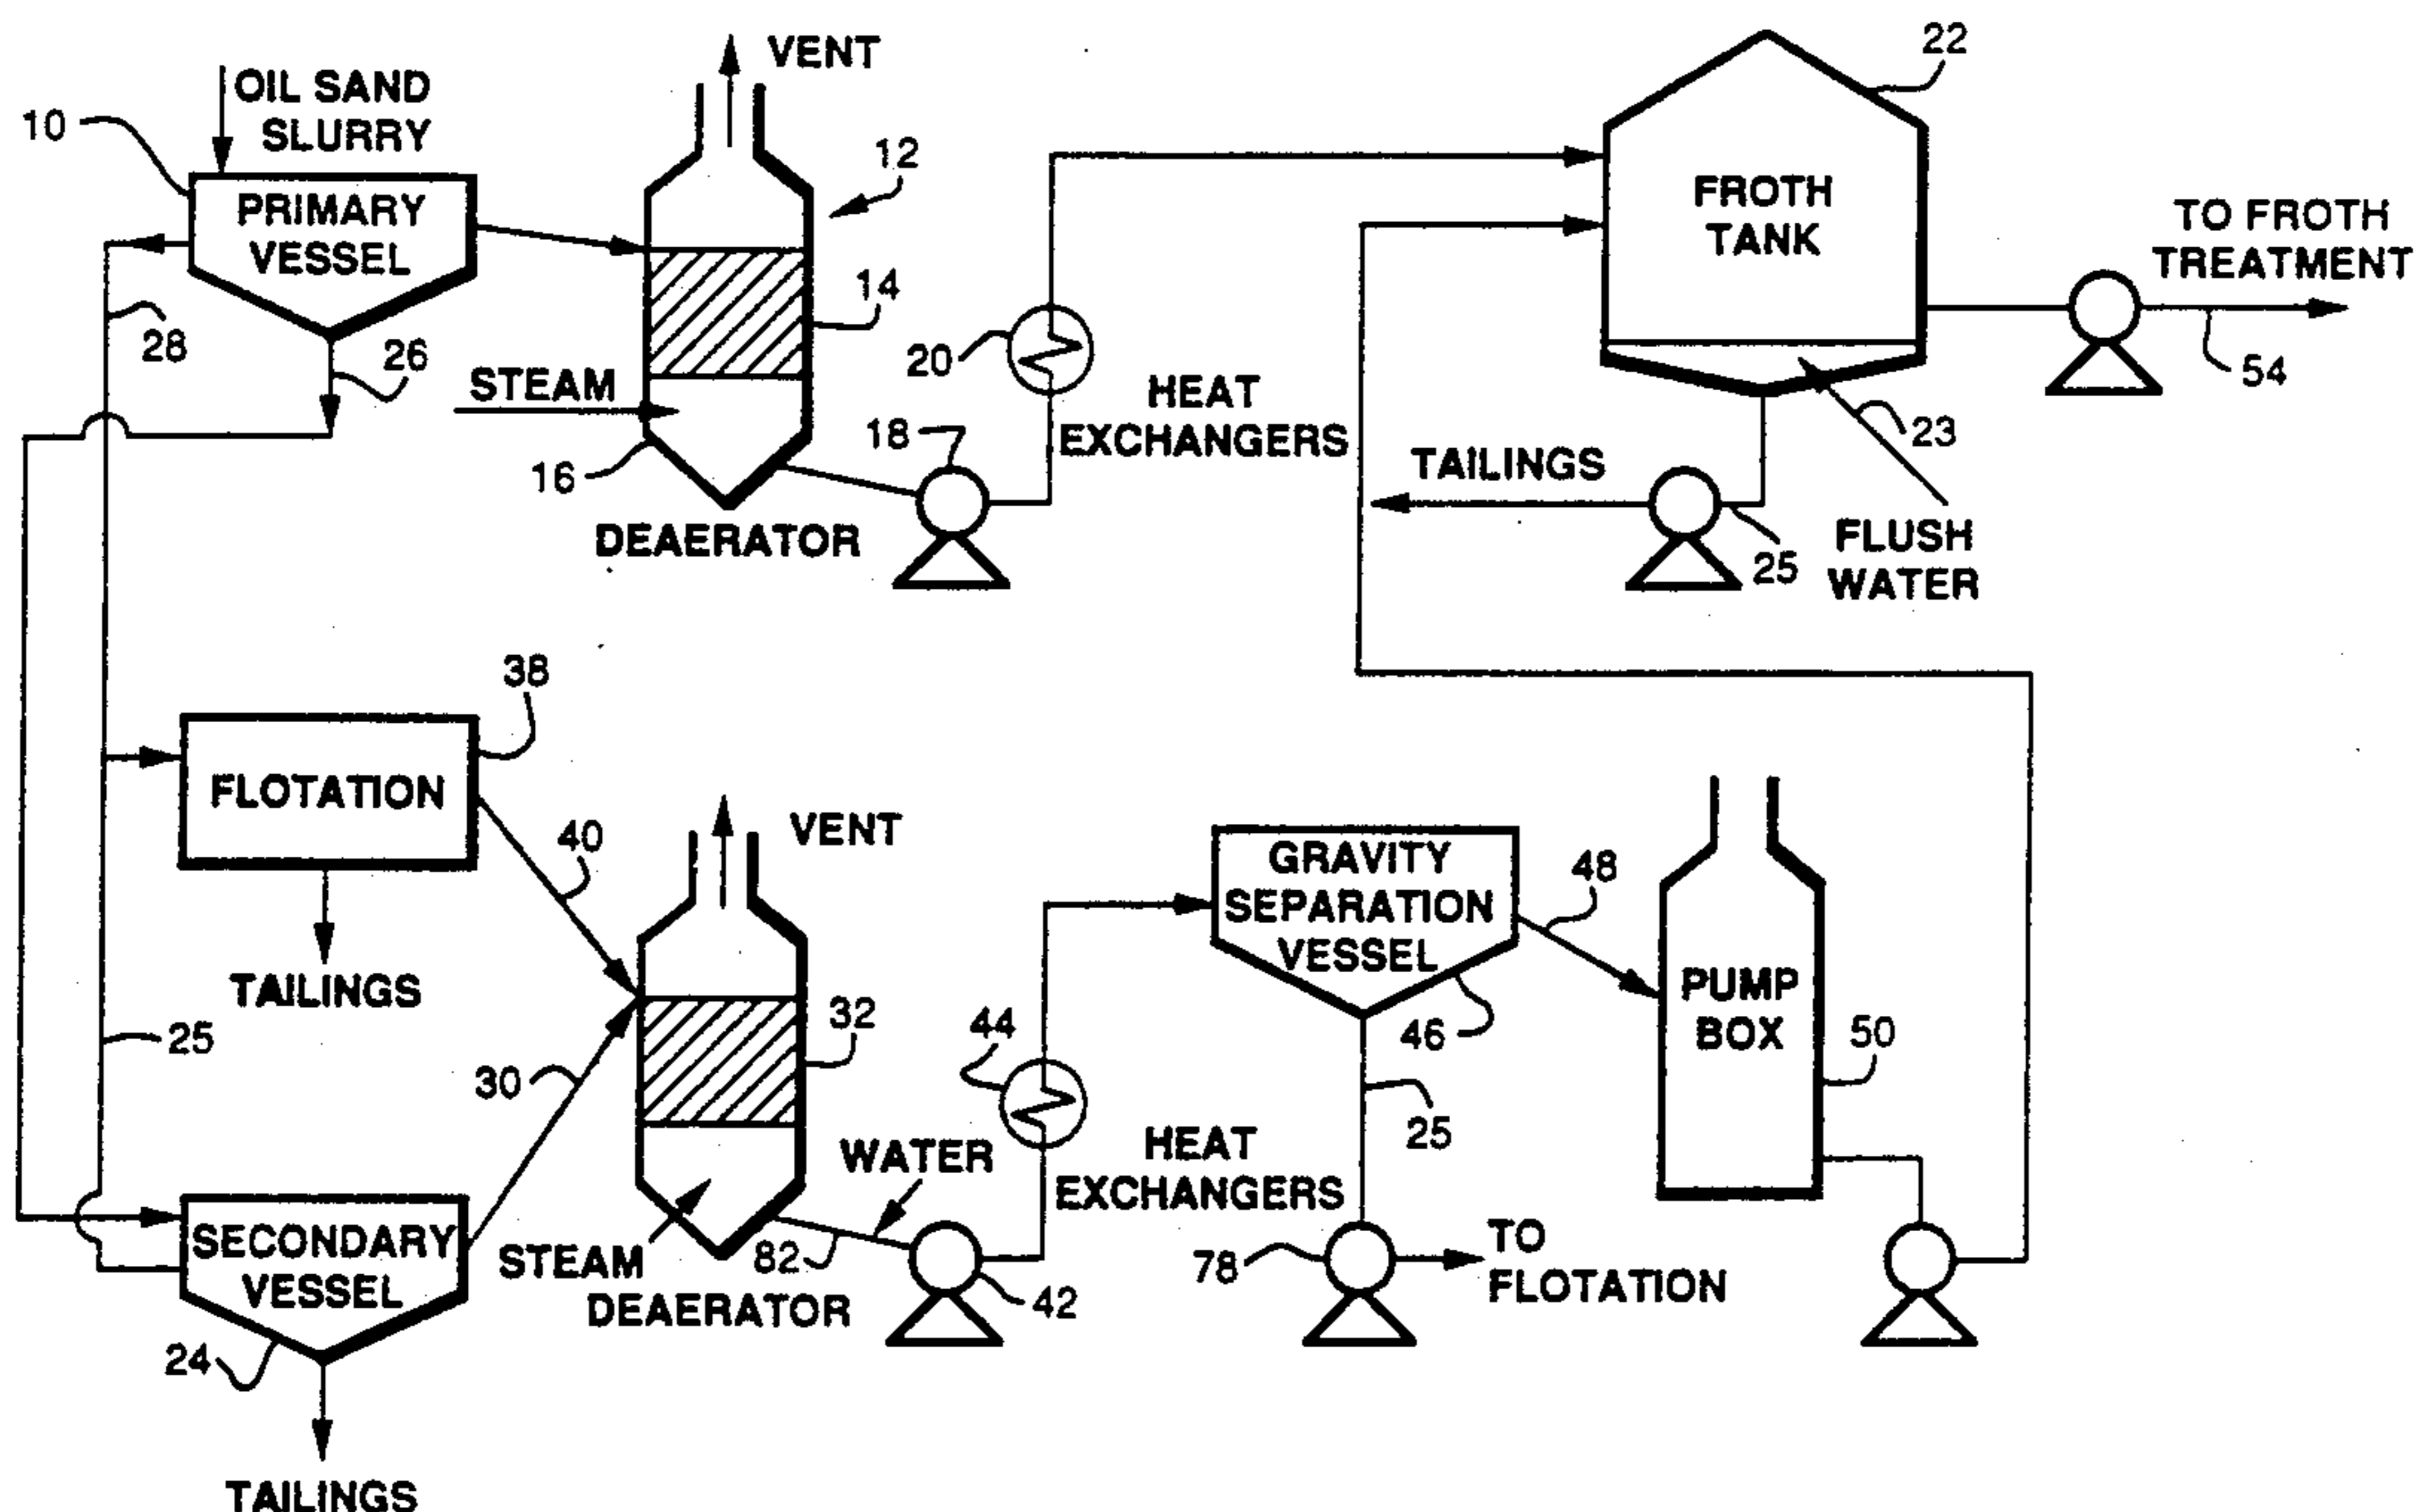 VENT
22
OIL SAND
SLURRY
10
12
PRIMARY
VESSEL
FROTH
TANK
TO FROTH
TREATMENT
14
28
26
20
STEAM
HEAT
EXCHANGERS
54
18
23
16
TAILINGS
DEAERATOR
25
FLUSH
WATER
38
FLOTATION
40
VENT
GRAVITY
SEPARATION
VESSEL
48
TAILINGS
PUMP
BOX
32
44
46
50
25
30
25
WATER
HEAT
EXCHANGERS
SECONDARY
VESSEL
STEAM
82
78
TO
FLOTATION
DEAERATOR
42
24
TAILINGS